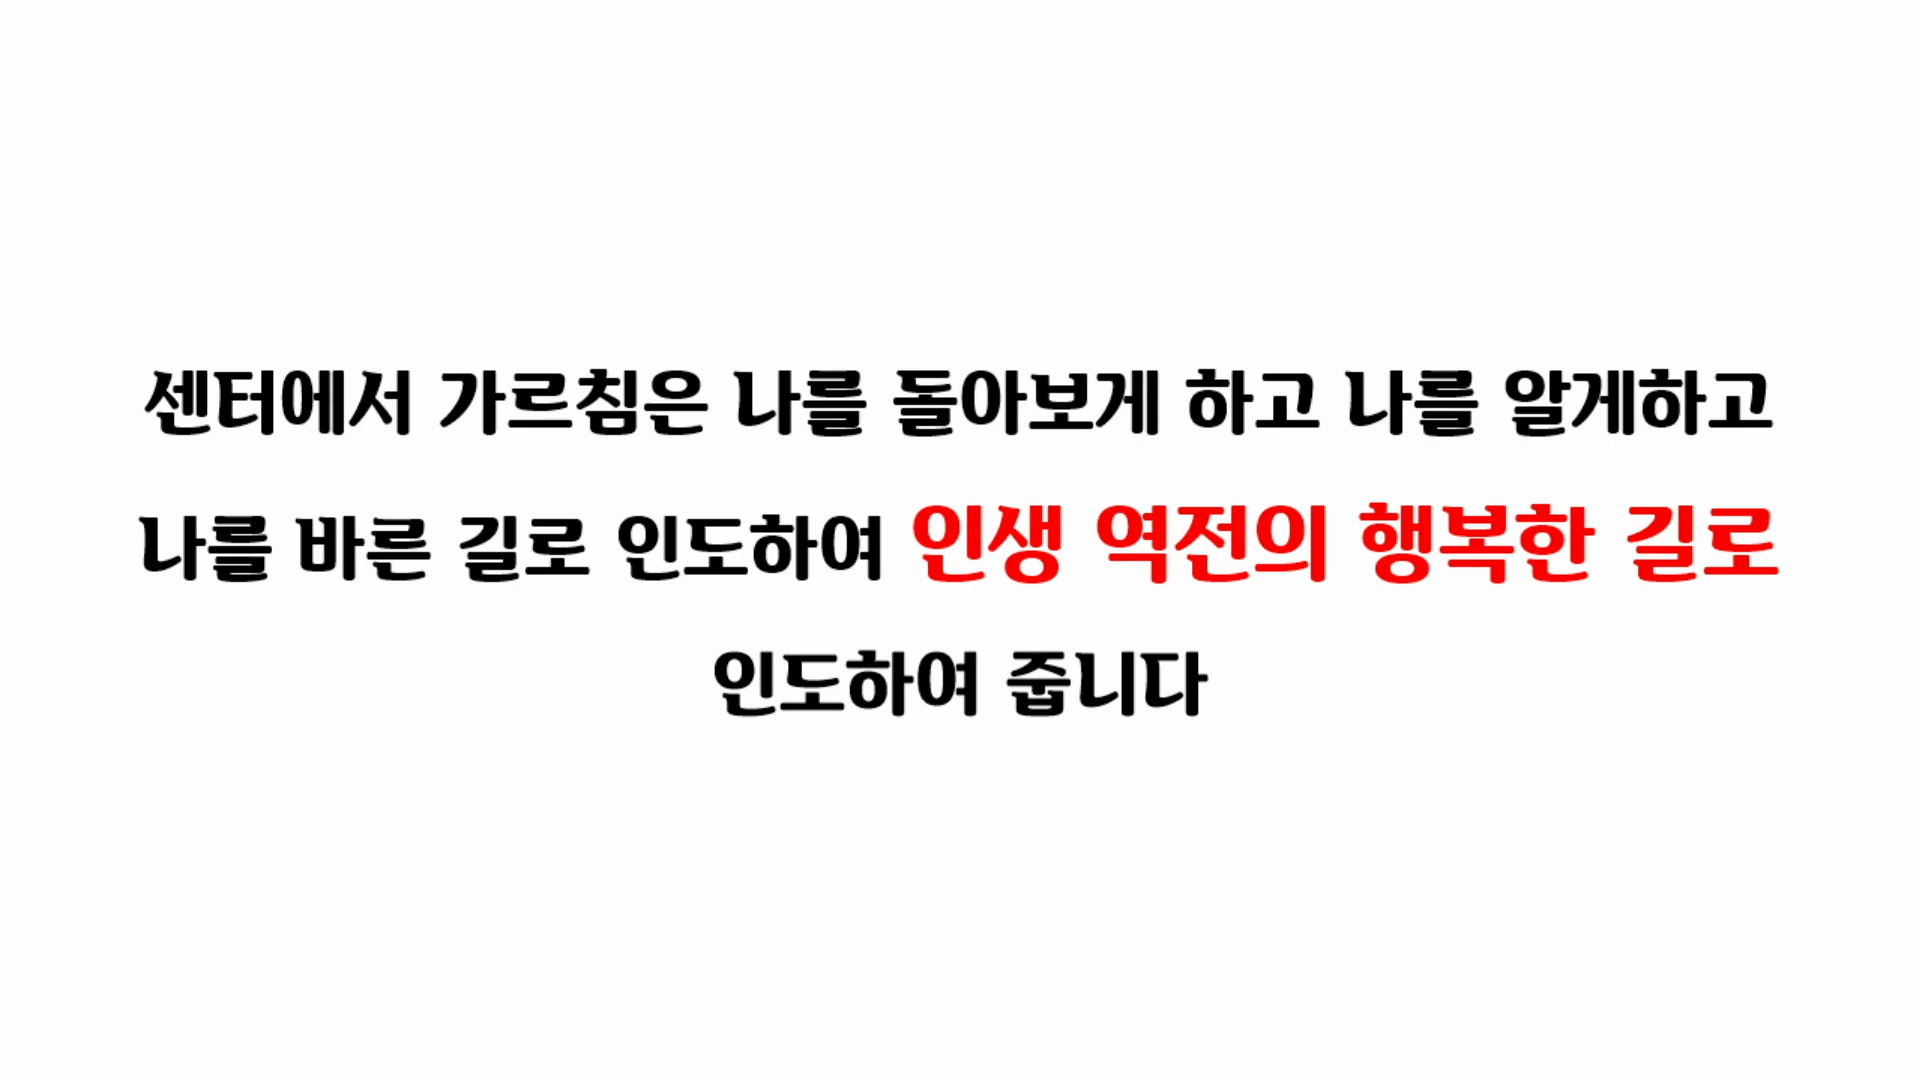 센터에서 가르침은 나를 돌아보게 하고 나를 알게하고
나를 바른 길로 인도하여 인생 역전의 행복한 길로
인도하여 줍니다